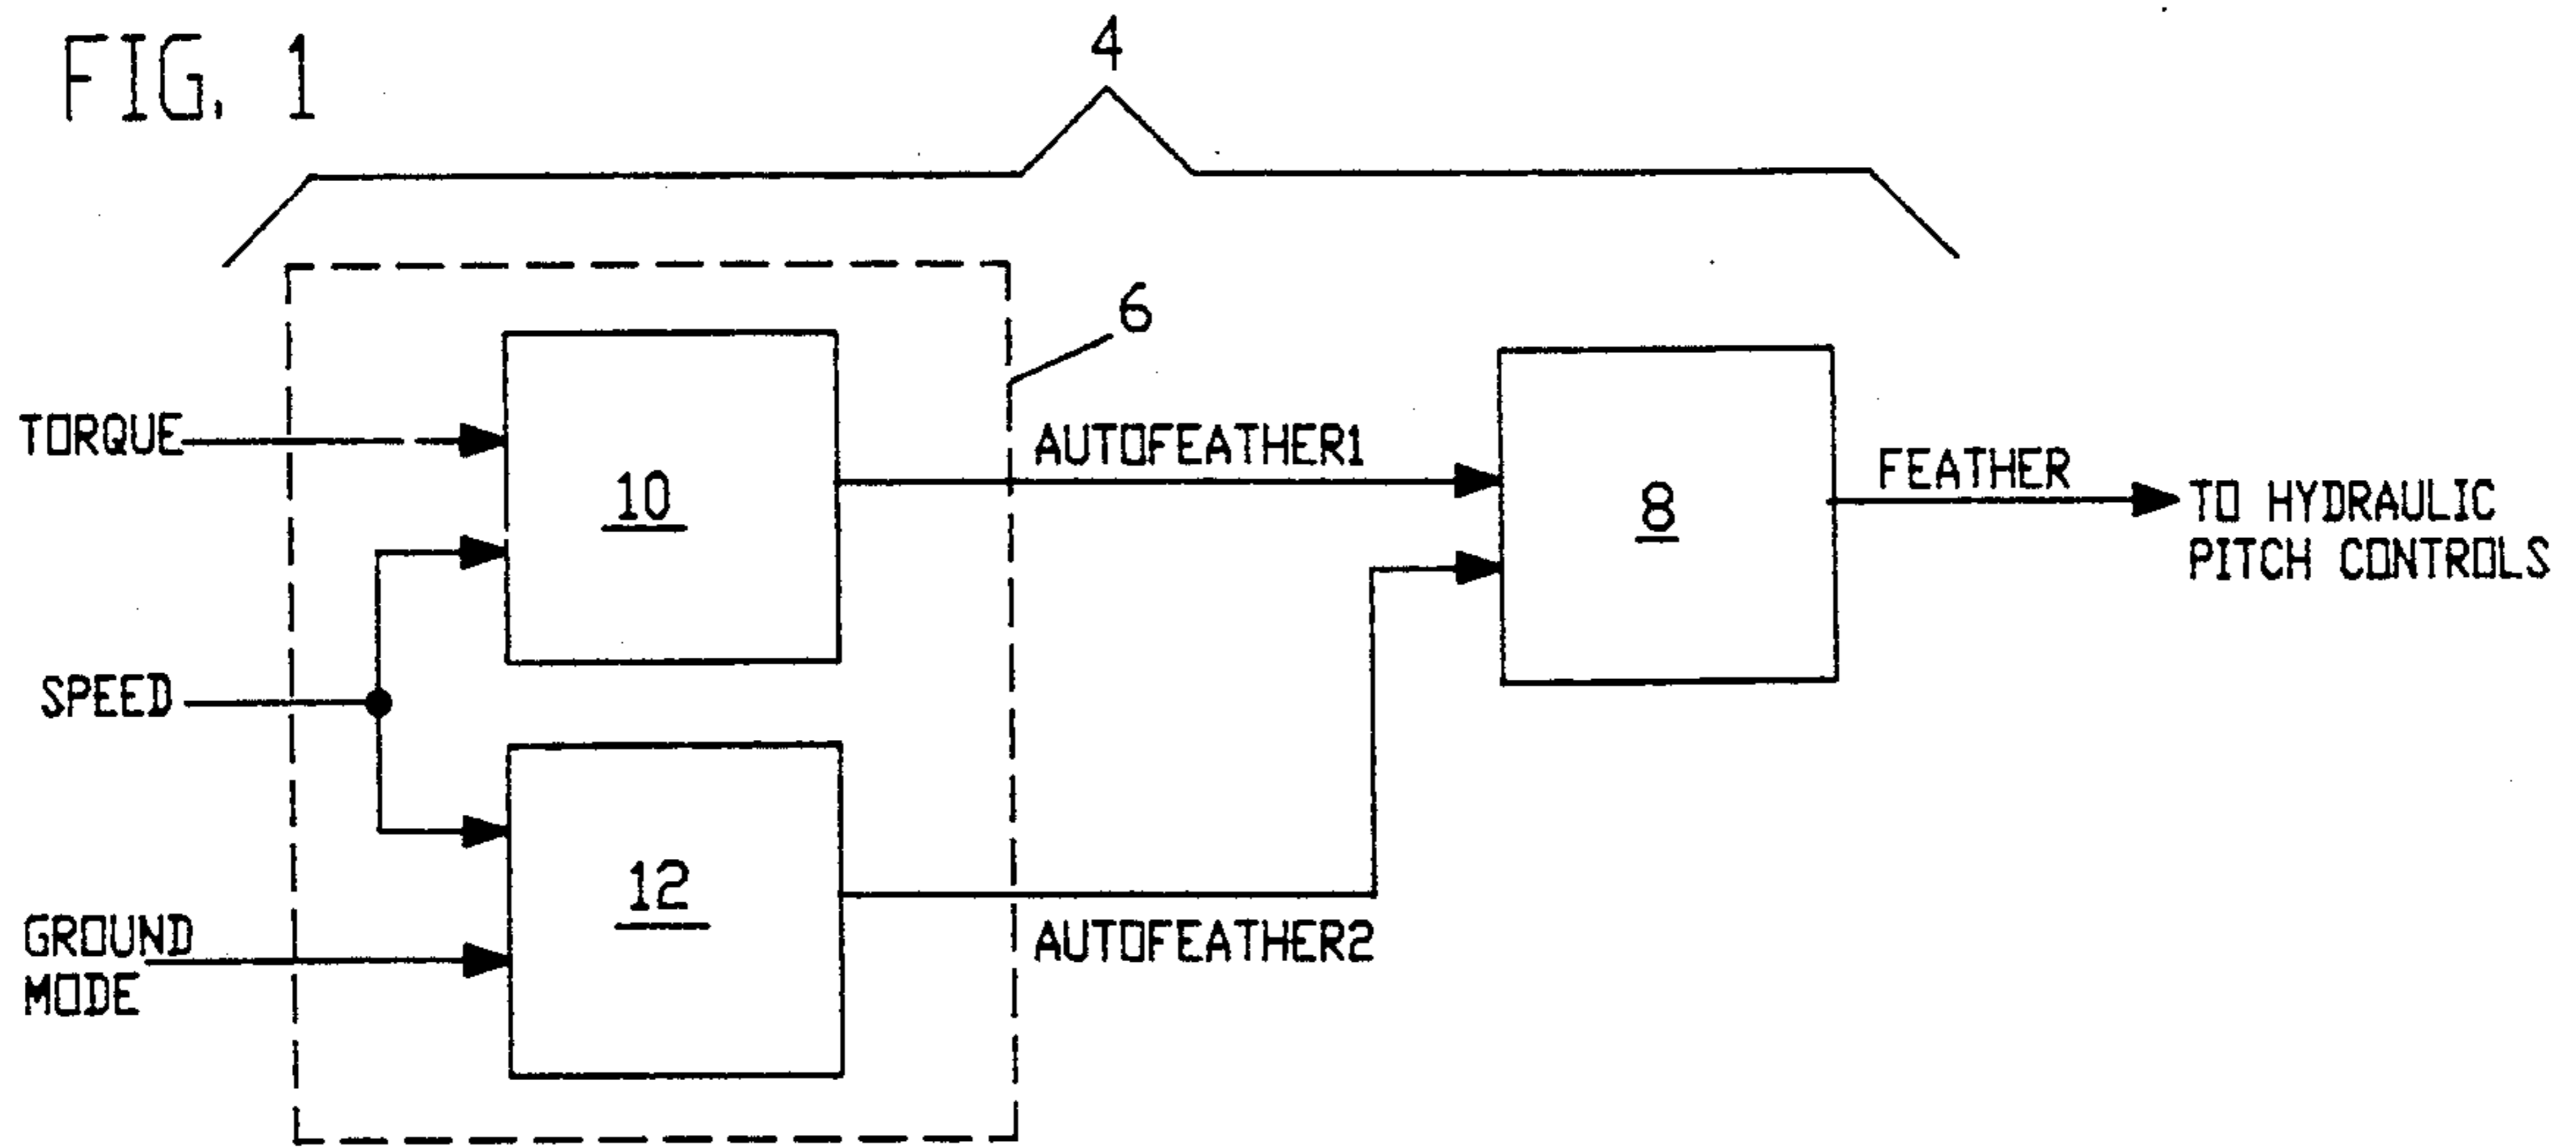 FIG. 1
4
6
TORQUE
10
AUTOFEATHER1
8
FEATHER
TO HYDRAULIC
PITCH CONTROLS
SPEED
12
GROUND
MODE
AUTOFEATHER2